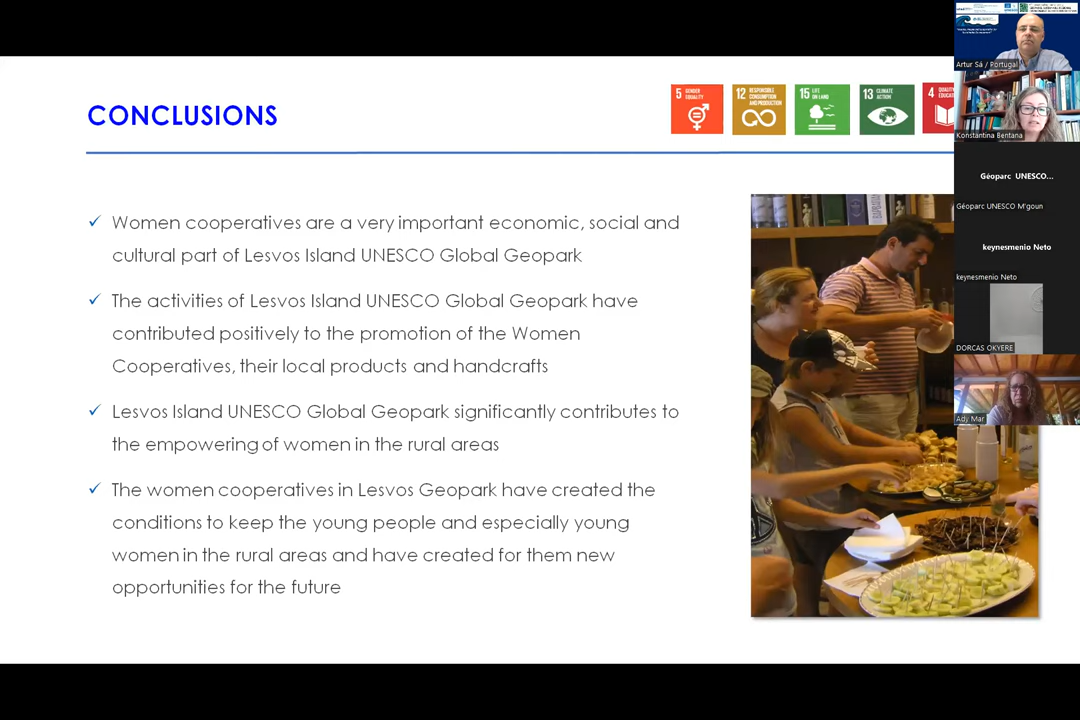 CONCLUSIONS
5 GENDER EQUALITY
12 RESPONSIBLE CONSUMPTION AND PRODUCTION
15 LIFE ON LAND
13 CLIMATE ACTION
4
Women cooperatives are a very important economic, social and
cultural part of Lesvos Island UNESCO Global Geopark
The activities of Lesvos Island UNESCO Global Geopark have
contributed positively to the promotion of the Women
Cooperatives, their local products and handcrafts
Lesvos Island UNESCO Global Geopark significantly contributes to
the empowering of women in the rural areas
The women cooperatives in Lesvos Geopark have created the
conditions to keep the young people and especially young
women in the rural areas and have created for them new
opportunities for the future
Artur Sá / Portugal
Konstantina Bentana
Géoparc UNESCO...
Géoparc UNESCO M'goun
keynesmenio Neto
keynesmenio Neto
DORCAS OKYERE
Ady Mar